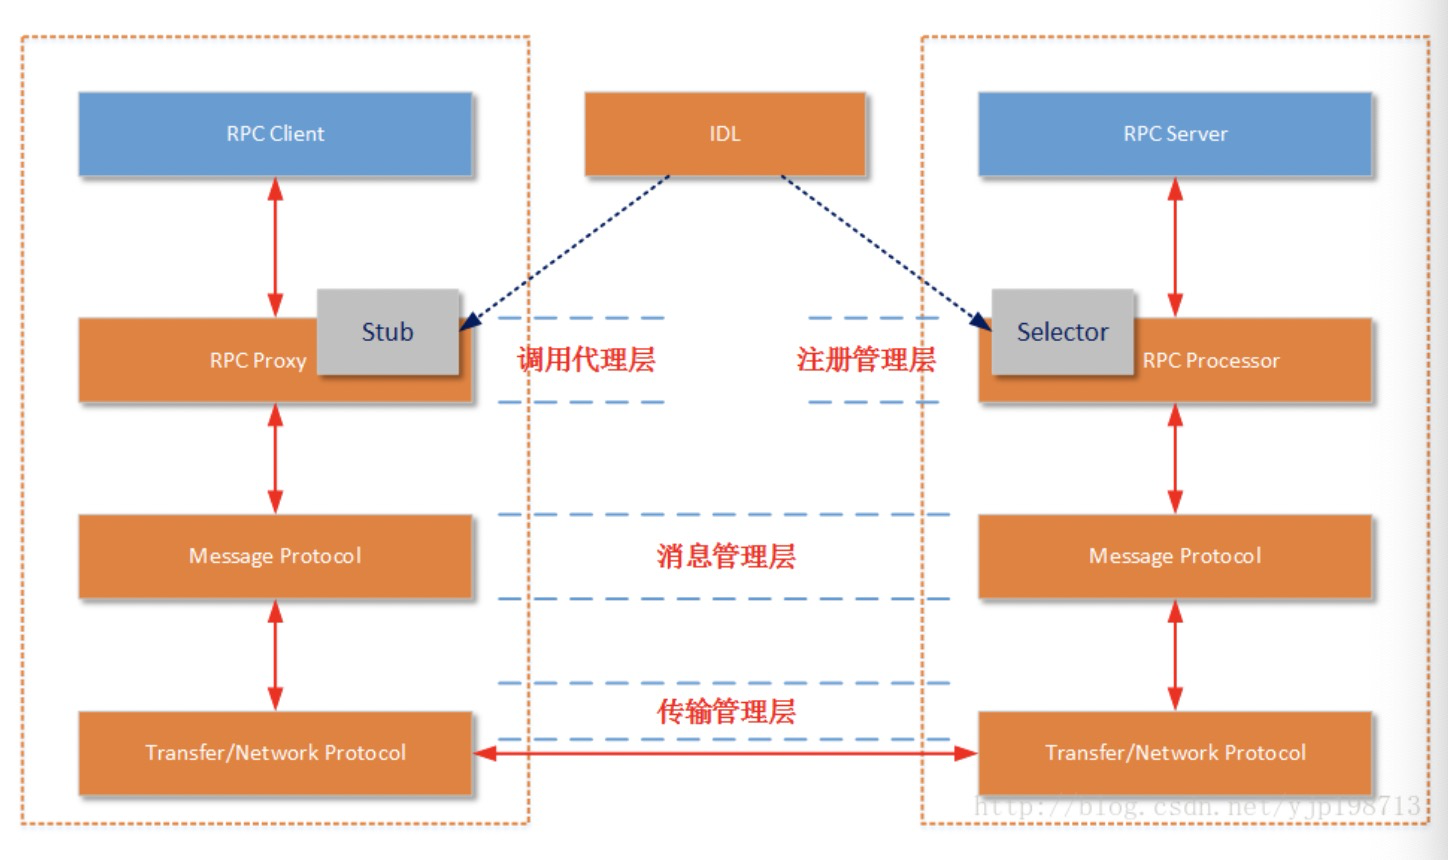 RPC Client
IDL
RPC Server
Stub
Selector
RPC Proxy
调用代理层
注册管理层
RPC Processor
Message Protocol
消息管理层
Message Protocol
传输管理层
Transfer/Network Protocol
Transfer/Network Protocol
http://blog.csdn.net/yjp198713